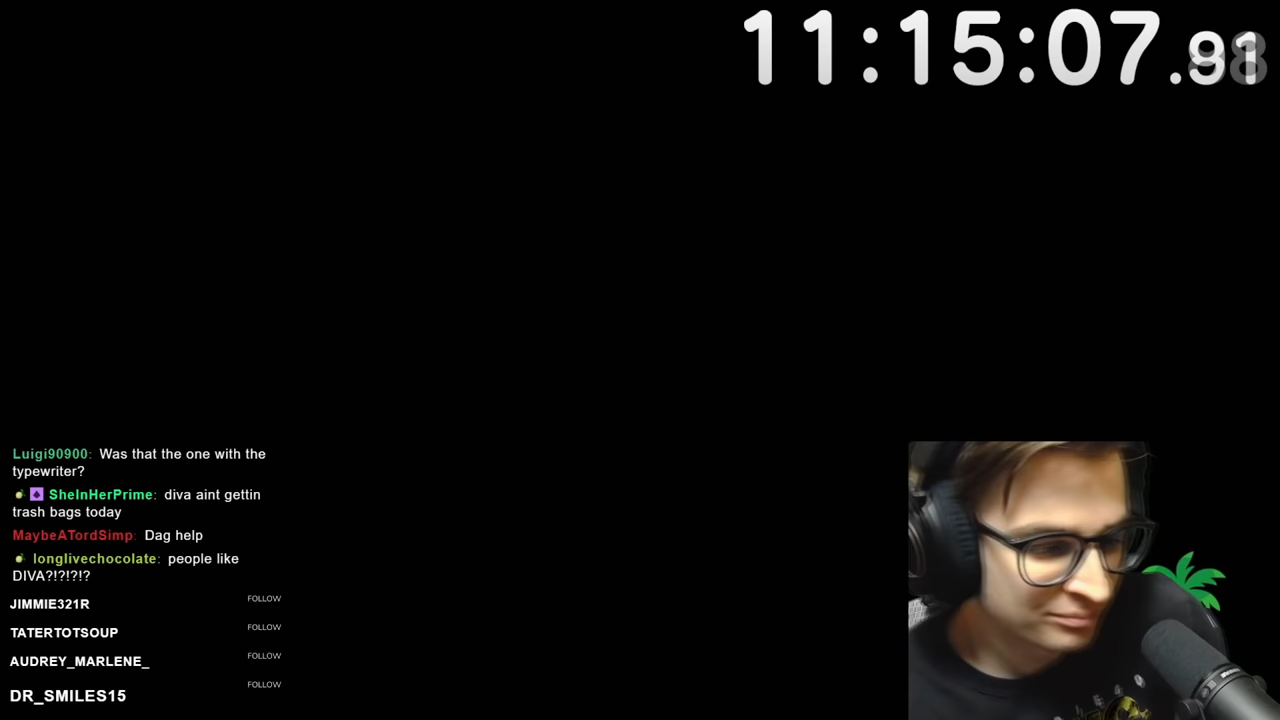 11:15:07.91
Luigi90900: Was that the one with the
typewriter?
SheInHerPrime: diva aint gettin
trash bags today
MaybeATordSimp: Dag help
longlivechocolate: people like
DIVA?!?!?!?
JIMMIE321R FOLLOW
TATERTOTSOUP FOLLOW
AUDREY_MARLENE_ FOLLOW
DR_SMILES15 FOLLOW